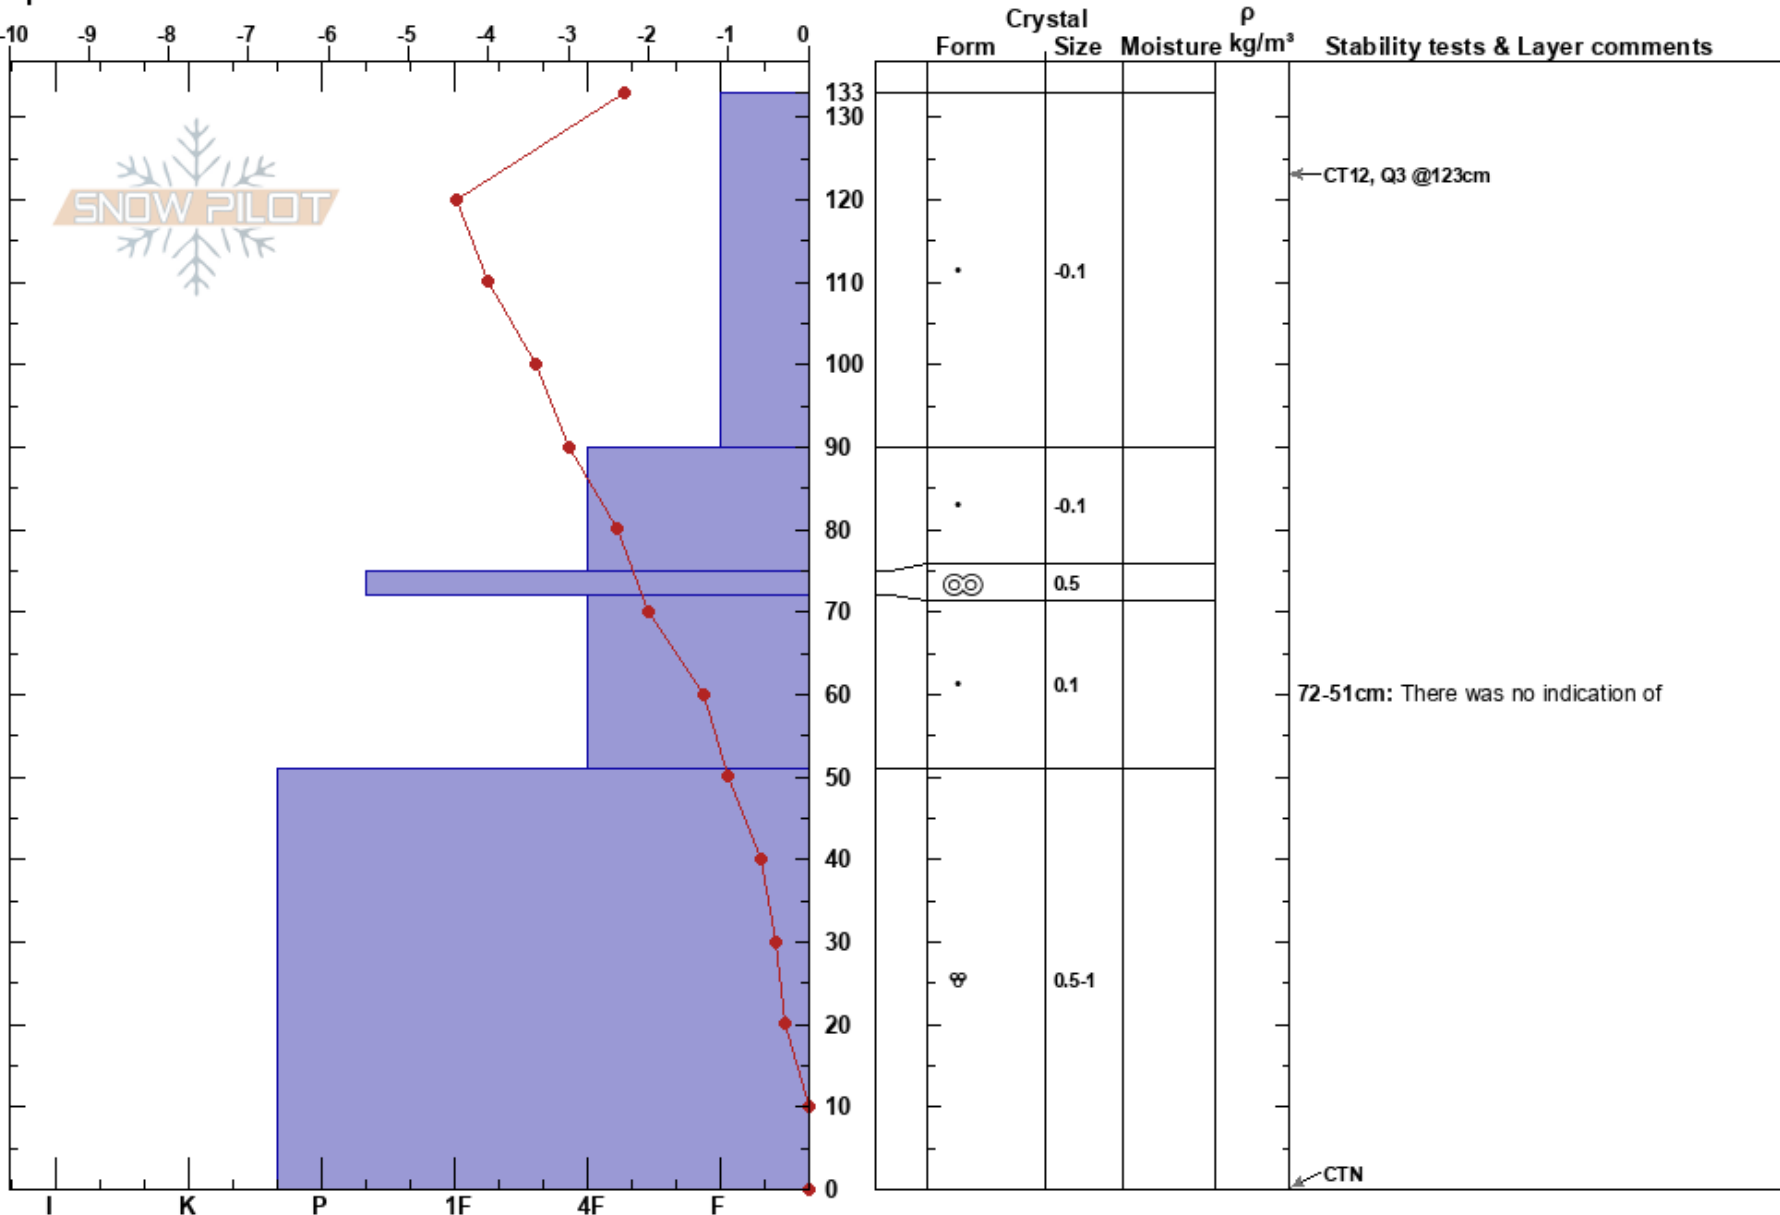 -10 -9 -8 -7 -6 -5 -4 -3 -2 -1 0
Crystal ρ
Form Size Moisture kg/m³ Stability tests & Layer comments
133
130
SNOW PILOT
CT12, Q3 @123cm
120
110 -0.1
100
90
-0.1
80
0.5
70
0.1
60 72-51cm: There was no indication of
50
40
30
0.5-1
20
10
CTN
0
I K P 1F 4F F